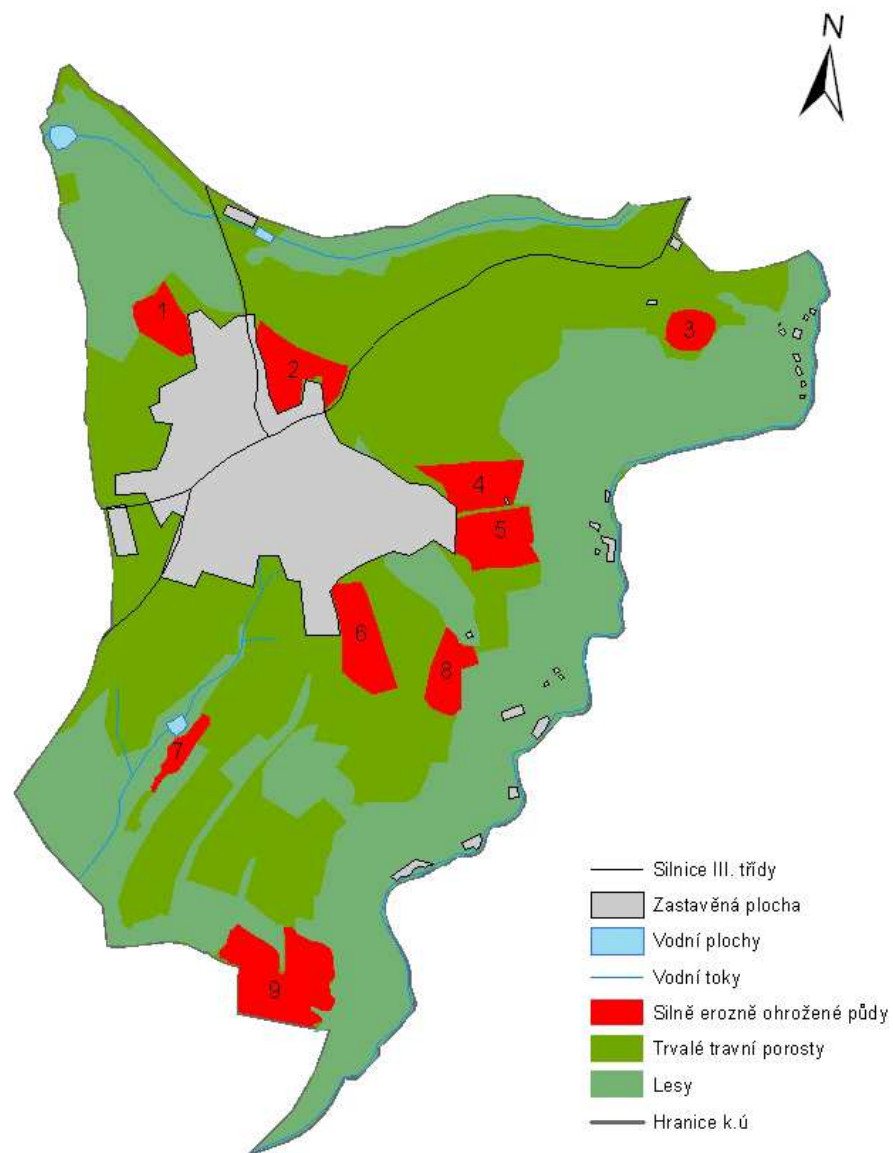 N
1
2
3
4
5
6
7
8
9
Silnice III. třídy
Zastavěná plocha
Vodní plochy
Vodní toky
Silně erozně ohrožené půdy
Trvalé travní porosty
Lesy
Hranice k.ú